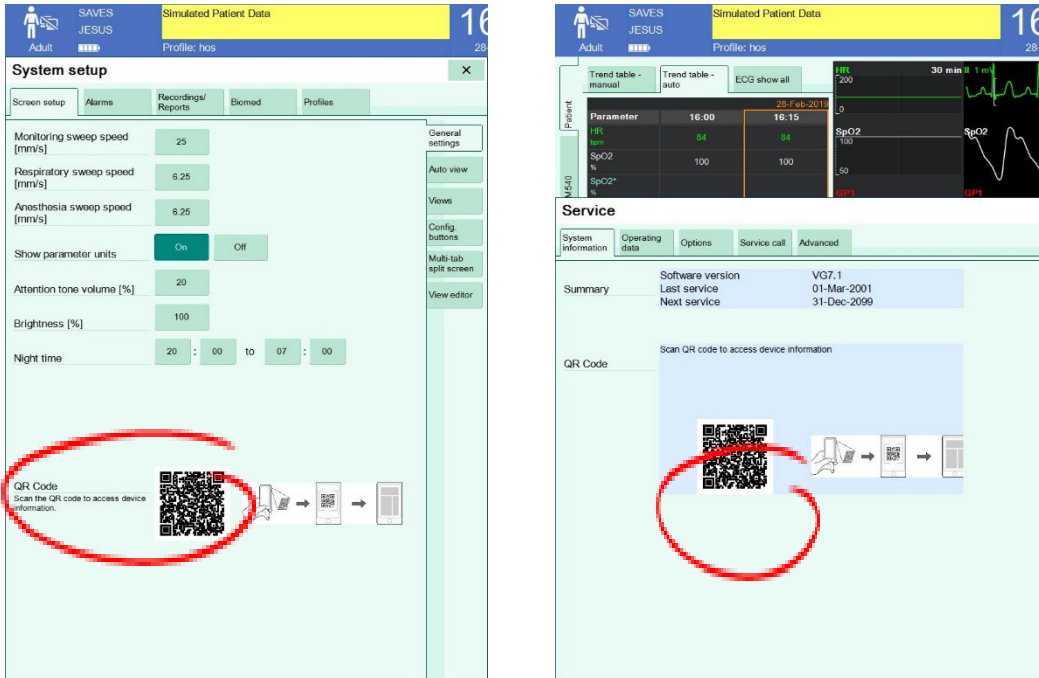 SAVES
JESUS
Adult
Simulated Patient Data
Profile: hos
16
28-
System setup
×
Screen setup
Alarms
Recordings/
Reports
Biomed
Profiles
Monitoring sweep speed
[mm/s]
25
Respiratory sweep speed
[mm/s]
6.25
Anesthesia sweep speed
[mm/s]
6.25
Show parameter units
On
Off
Attention tone volume [%]
20
Brightness [%]
100
Night time
20 : 00 to 07 : 00
General
settings
Auto view
Views
Config.
buttons
Multi-tab
split screen
View editor
QR Code
Scan the QR code to access device
information.
SAVES
JESUS
Adult
Simulated Patient Data
Profile: hos
16
28-
Trend table -
manual
Trend table -
auto
ECG show all
Patient
M540
28-Feb-2019
Parameter 16:00 16:15
HR
bpm
84 84
SpO2
%
100 100
SpO2*
%
HR 30 min
200
0
SpO2
100
50
GP1
II 1 mV
SpO2
GP1
Service
System
information
Operating
data
Options
Service call
Advanced
Summary
Software version VG7.1
Last service 01-Mar-2001
Next service 31-Dec-2099
QR Code
Scan QR code to access device information